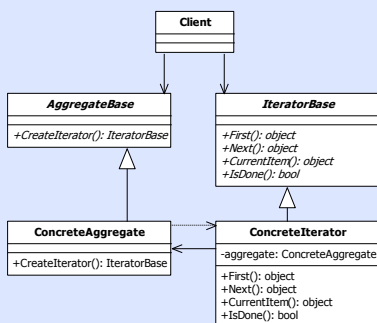 Client
AggregateBase
+CreateIterator(): IteratorBase
IteratorBase
+First(): object
+Next(): object
+CurrentItem(): object
+IsDone(): bool
ConcreteAggregate
+CreateIterator(): IteratorBase
ConcreteIterator
-aggregate: ConcreteAggregate
+First(): object
+Next(): object
+CurrentItem(): object
+IsDone(): bool